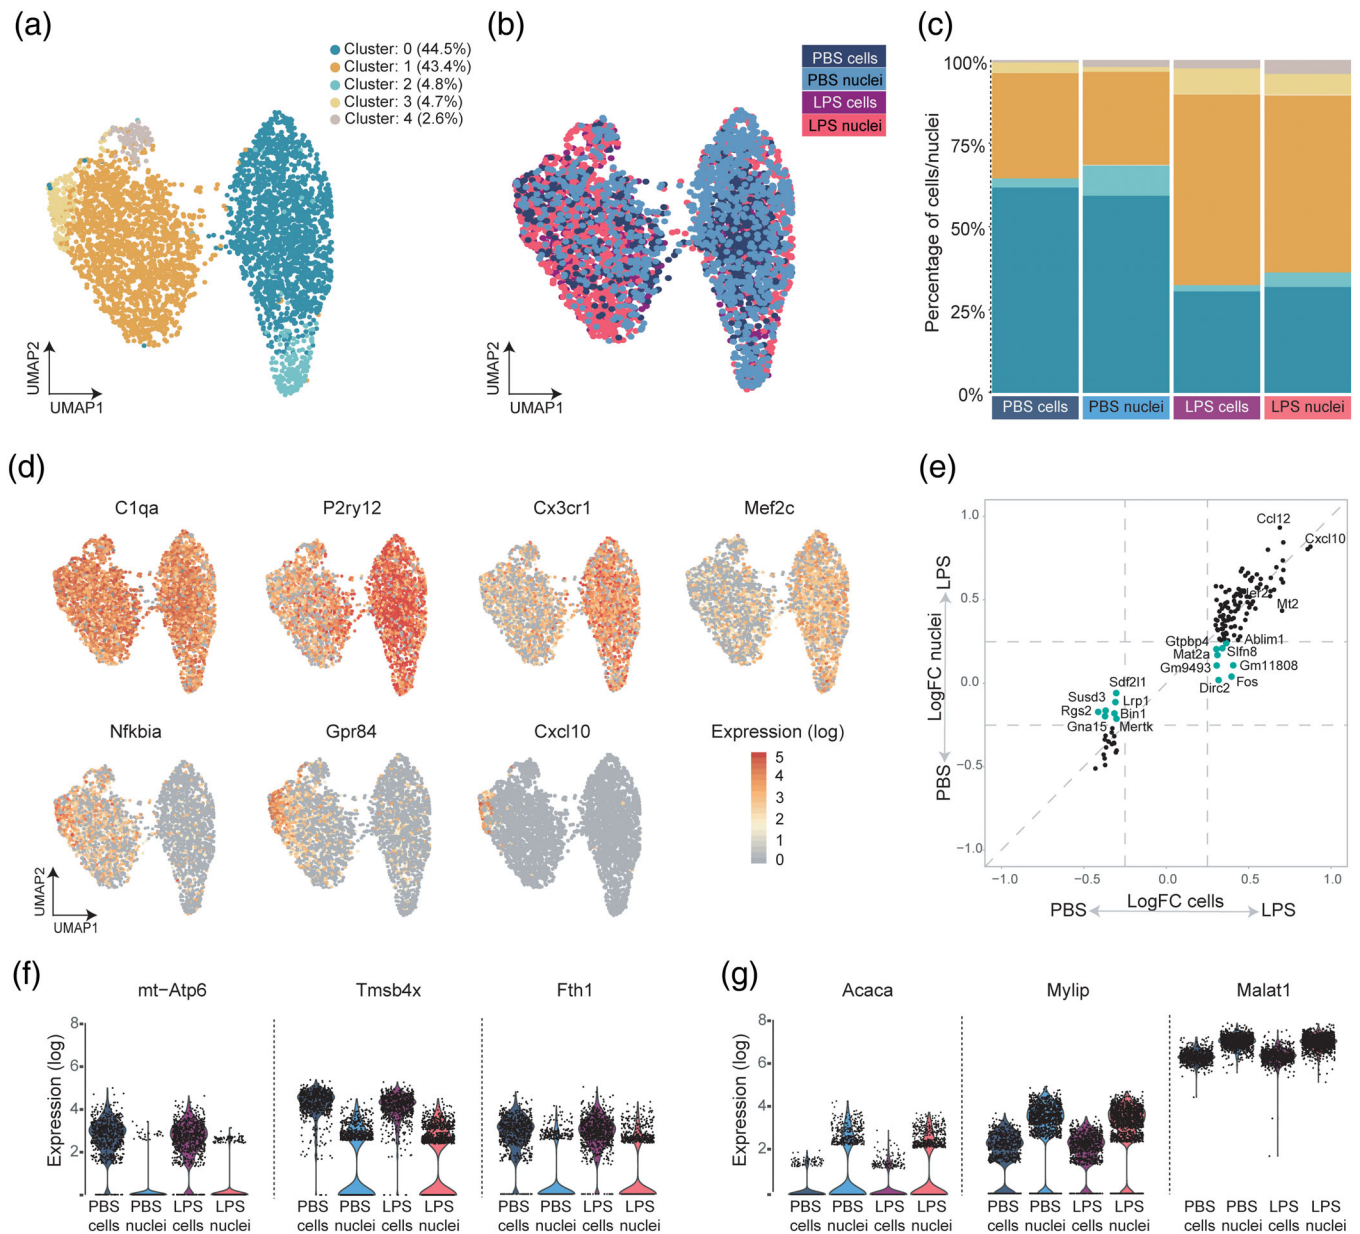 (a)
Cluster: 0 (44.5%)
Cluster: 1 (43.4%)
Cluster: 2 (4.8%)
Cluster: 3 (4.7%)
Cluster: 4 (2.6%)
UMAP2
UMAP1
(b)
PBS cells
PBS nuclei
LPS cells
LPS nuclei
UMAP2
UMAP1
(c)
Percentage of cells/nuclei
100%
75%
50%
25%
0%
PBS cells PBS nuclei LPS cells LPS nuclei
(d)
C1qa P2ry12 Cx3cr1 Mef2c
Nfkbia Gpr84 Cxcl10 Expression (log)
5
4
3
2
1
0
UMAP2
UMAP1
(e)
LPS
LogFC nuclei
PBS
1.0
0.5
0.0
−0.5
−1.0
Ccl12
Cxcl10
Mt2
Gtpbp4 Ablim1
Mat2a Slfn8
Gm9493 Gm11808
Dirc2 Fos
Sdf2l1
Susd3 Lrp1
Rgs2 Bin1
Gna15 Mertk
−1.0 −0.5 0.0 0.5 1.0
PBS LogFC cells LPS
(f)
mt−Atp6 Tmsb4x Fth1
Expression (log)
8
6
4
2
PBS PBS LPS LPS PBS PBS LPS LPS PBS PBS LPS LPS
cells nuclei cells nuclei cells nuclei cells nuclei cells nuclei cells nuclei
(g)
Acaca Mylip Malat1
Expression (log)
8
6
4
2
0
PBS PBS LPS LPS PBS PBS LPS LPS PBS PBS LPS LPS
cells nuclei cells nuclei cells nuclei cells nuclei cells nuclei cells nuclei